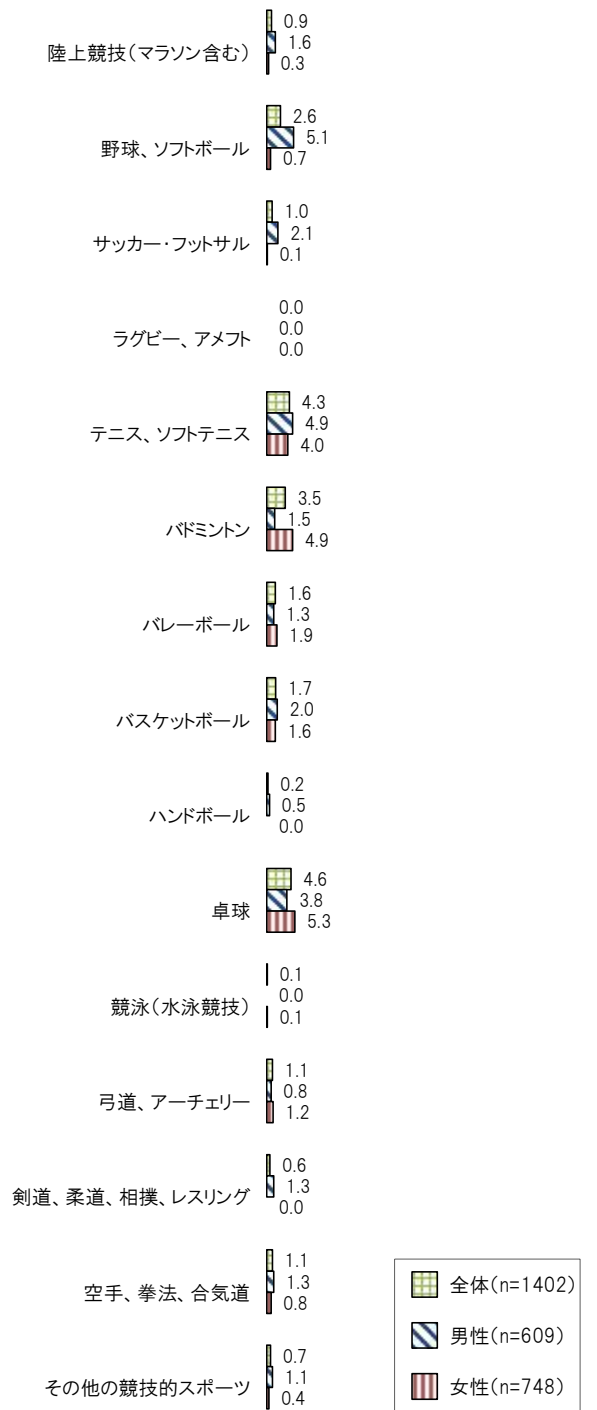 0.9
陸上競技(マラソン含む) 1.6
0.3
2.6
野球、ソフトボール 5.1
0.7
1.0
サッカー・フットサル 2.1
0.1
0.0
ラグビー、アメフト 0.0
0.0
4.3
テニス、ソフトテニス 4.9
4.0
3.5
バドミントン 1.5
4.9
1.6
バレーボール 1.3
1.9
1.7
バスケットボール 2.0
1.6
0.2
ハンドボール 0.5
0.0
4.6
卓球 3.8
5.3
0.1
競泳(水泳競技) 0.0
0.1
1.1
弓道、アーチェリー 0.8
1.2
0.6
剣道、柔道、相撲、レスリング 1.3
0.0
1.1
空手、拳法、合気道 1.3
0.8
0.7
その他の競技的スポーツ 1.1
0.4
全体(n=1402)
男性(n=609)
女性(n=748)